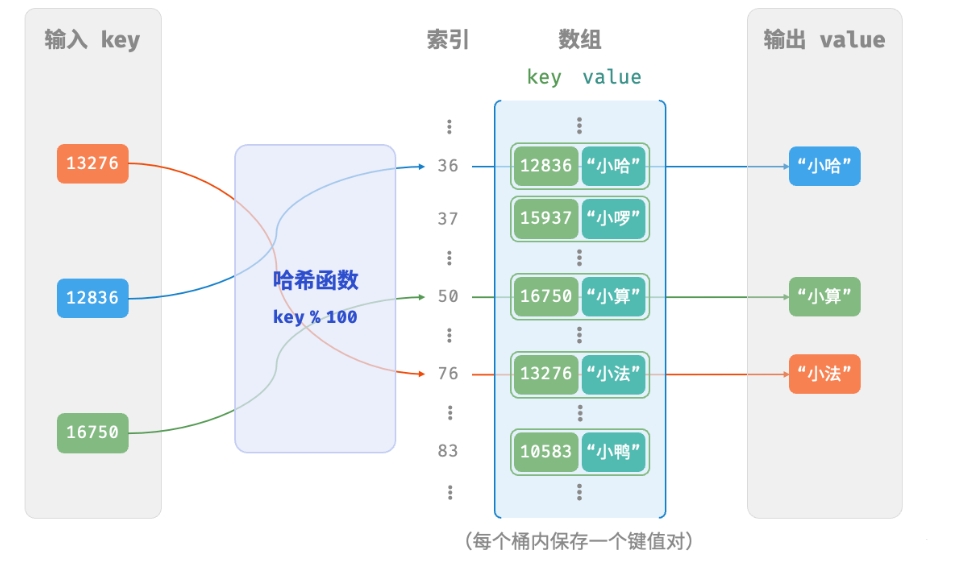 输入 key
索引
数组
输出 value
key value
13276
36
12836 “小哈”
“小哈”
37
15937 “小啰”
12836
哈希函数
key % 100
50
16750 “小算”
“小算”
76
13276 “小法”
“小法”
16750
83
10583 “小鸭”
（每个桶内保存一个键值对）